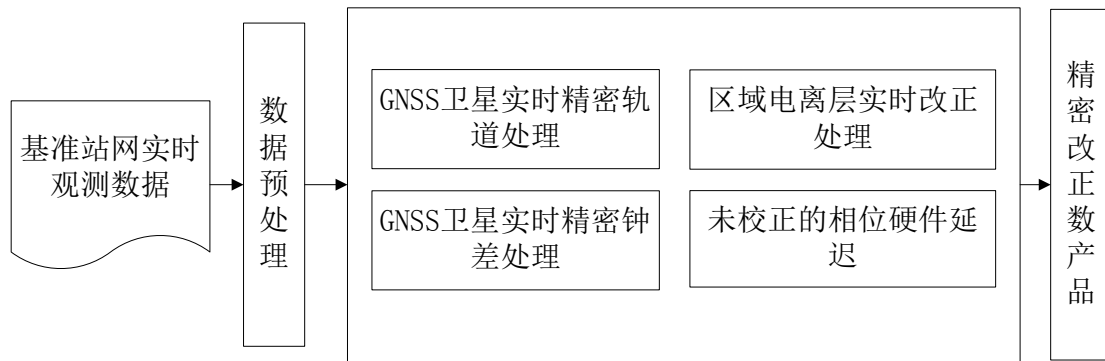 基准站网实时
观测数据
数据预处理
GNSS卫星实时精密轨
道处理
区域电离层实时改正
处理
GNSS卫星实时精密钟
差处理
未校正的相位硬件延
迟
精密改正数产品